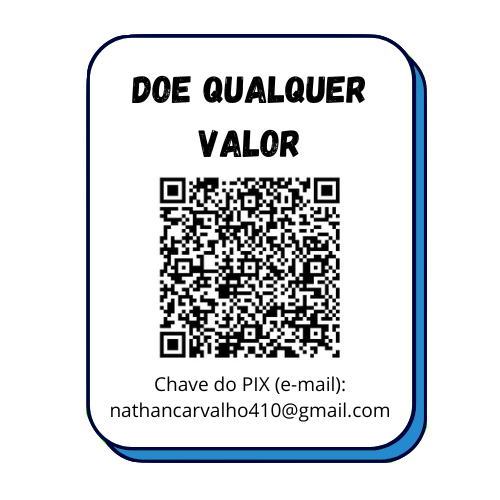 DOE QUALQUER
VALOR
Chave do PIX (e-mail):
nathancarvalho410@gmail.com